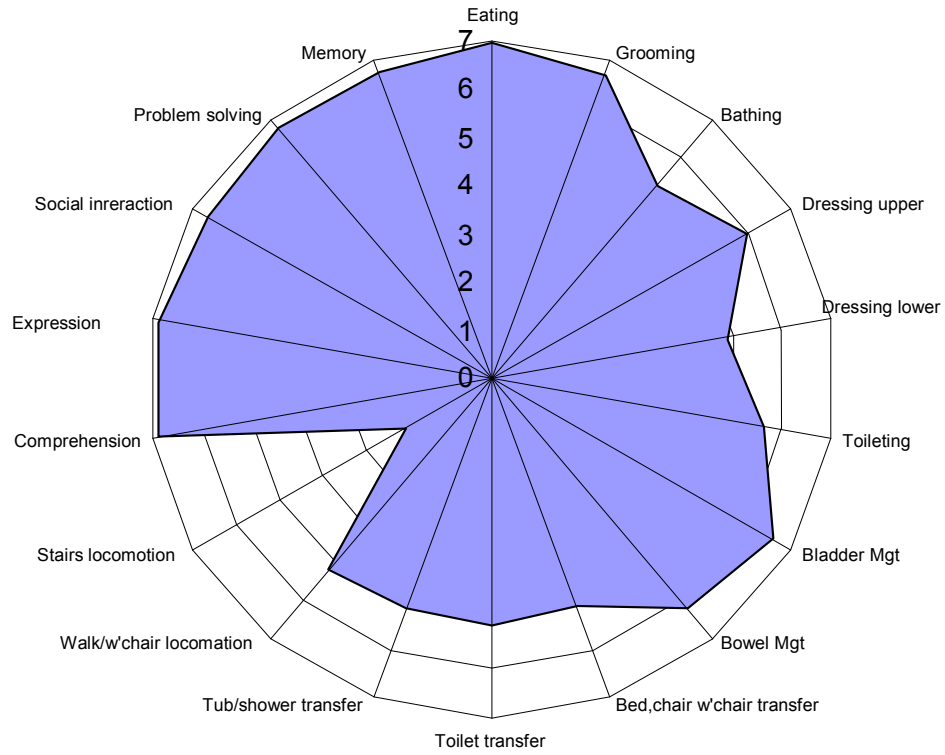 Eating
Grooming
Bathing
Dressing upper
Dressing lower
Toileting
Bladder Mgt
Bowel Mgt
Bed,chair w'chair transfer
Toilet transfer
Tub/shower transfer
Walk/w'chair locomation
Stairs locomotion
Comprehension
Expression
Social inreraction
Problem solving
Memory
7
6
5
4
3
2
1
0